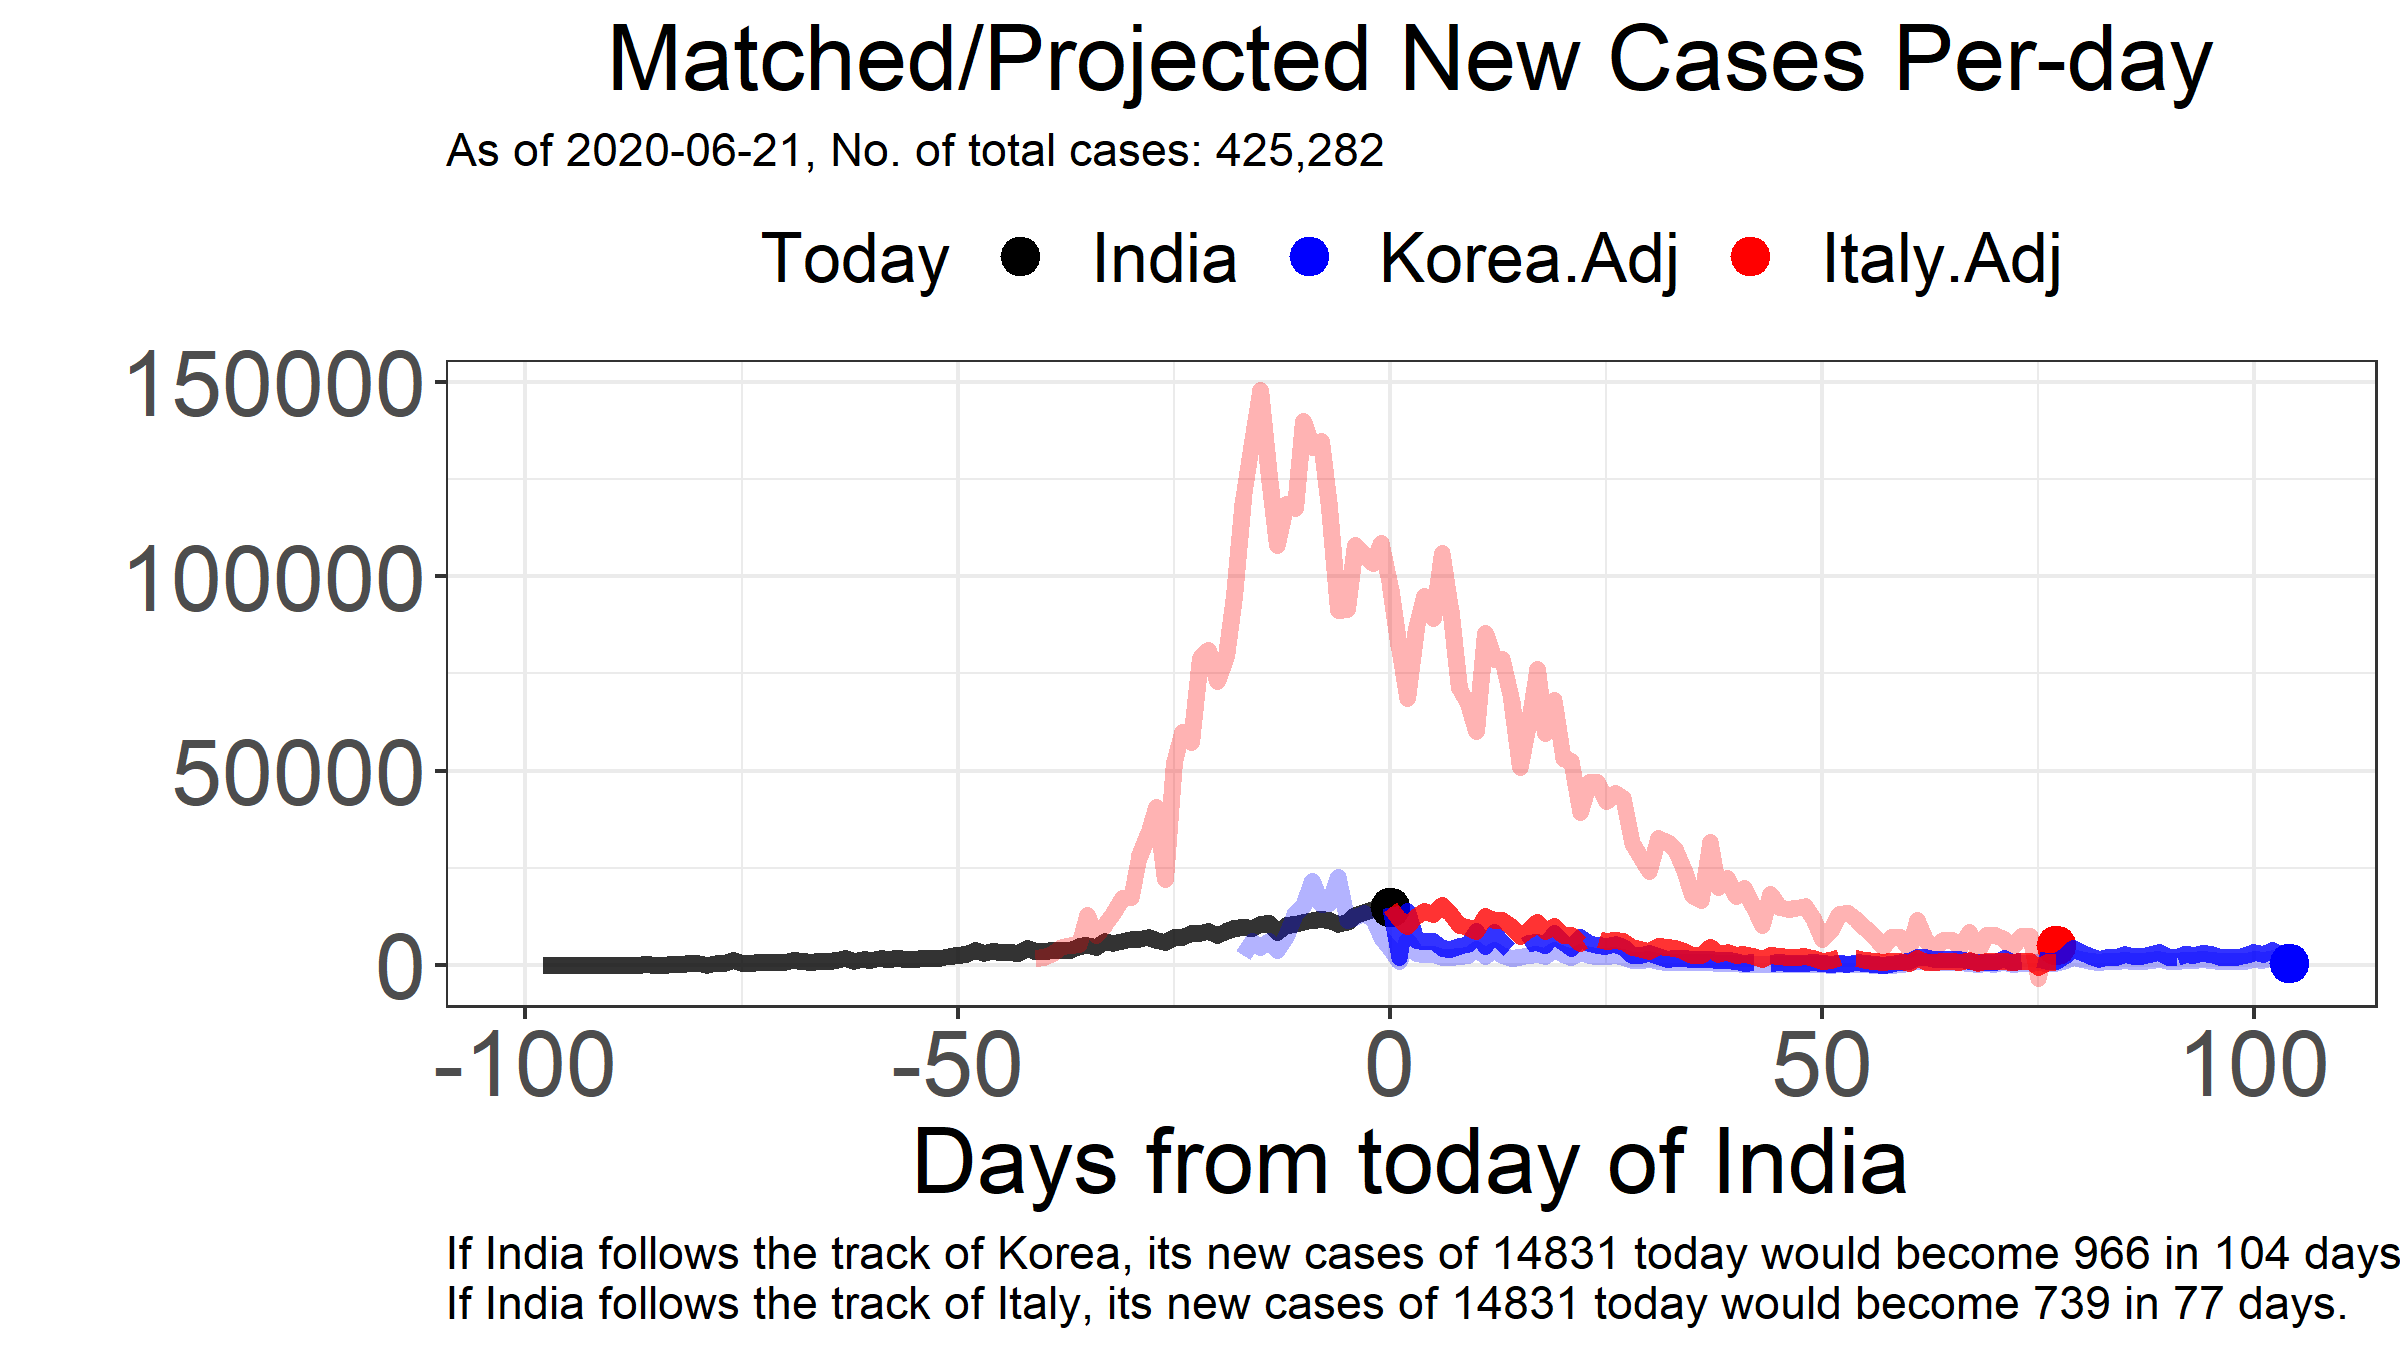 Matched/Projected New Cases Per-day
As of 2020-06-21, No. of total cases: 425,282
Today India Korea.Adj Italy.Adj
150000
100000
50000
0
-100 -50 0 50 100
Days from today of India
If India follows the track of Korea, its new cases of 14831 today would become 966 in 104 days
If India follows the track of Italy, its new cases of 14831 today would become 739 in 77 days.